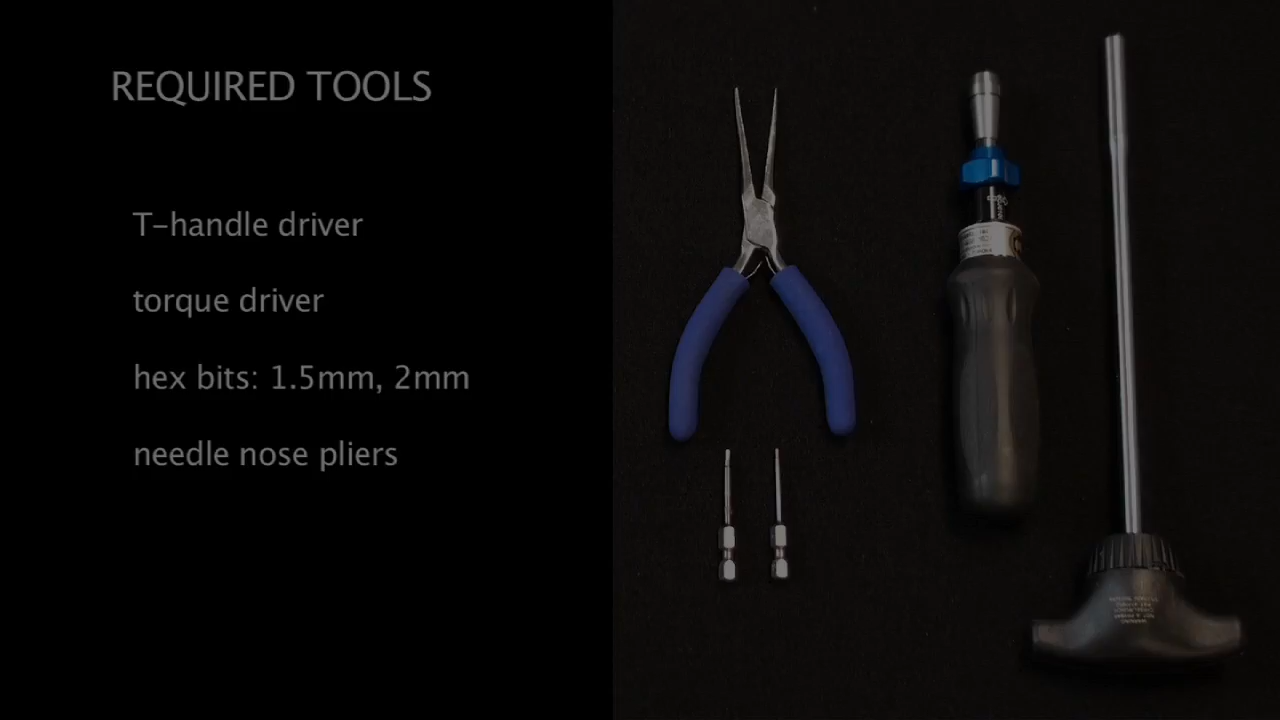 REQUIRED TOOLS
T-handle driver
torque driver
hex bits: 1.5mm, 2mm
needle nose pliers